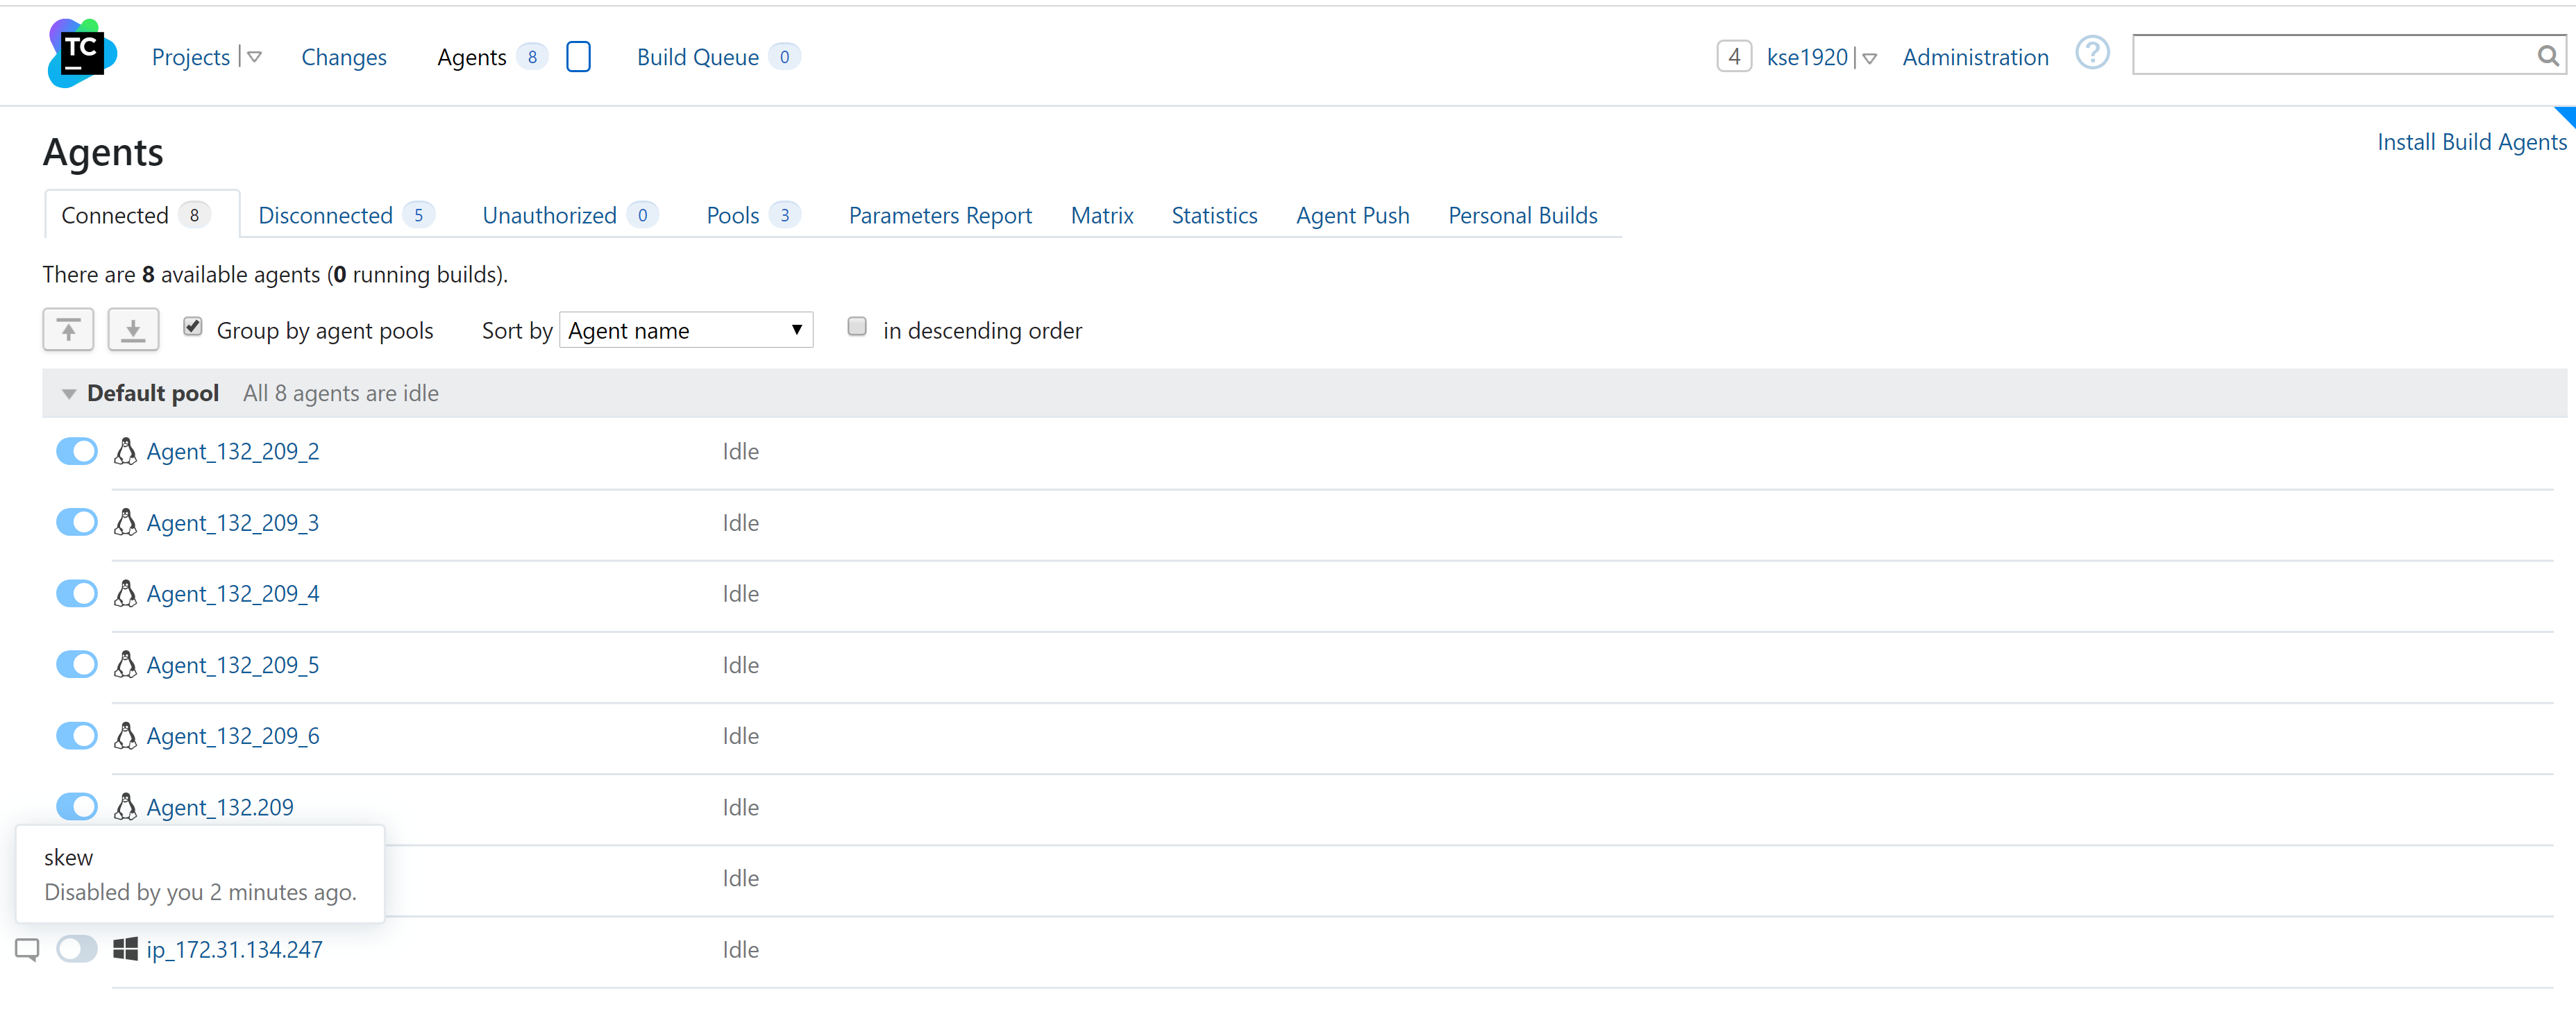 TC Projects Changes Agents 8 Build Queue 0 4 kse1920 Administration ?
Install Build Agents
Agents
Connected 8 Disconnected 5 Unauthorized 0 Pools 3 Parameters Report Matrix Statistics Agent Push Personal Builds
There are 8 available agents (0 running builds).
Group by agent pools Sort by Agent name in descending order
Default pool All 8 agents are idle
Agent_132_209_2 Idle
Agent_132_209_3 Idle
Agent_132_209_4 Idle
Agent_132_209_5 Idle
Agent_132_209_6 Idle
Agent_132.209 Idle
skew
Idle
Disabled by you 2 minutes ago.
ip_172.31.134.247 Idle